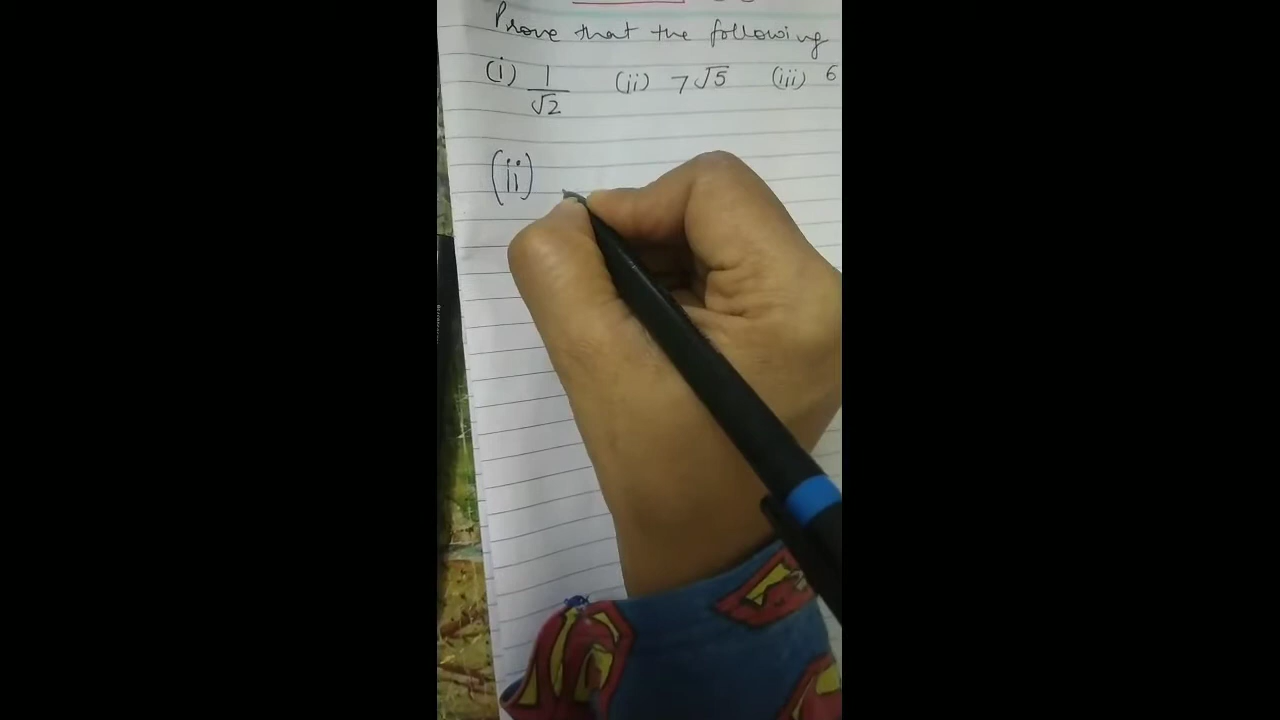 Prove that the following
(i) 1/√2 (ii) 7√5 (iii) 6
(ii)